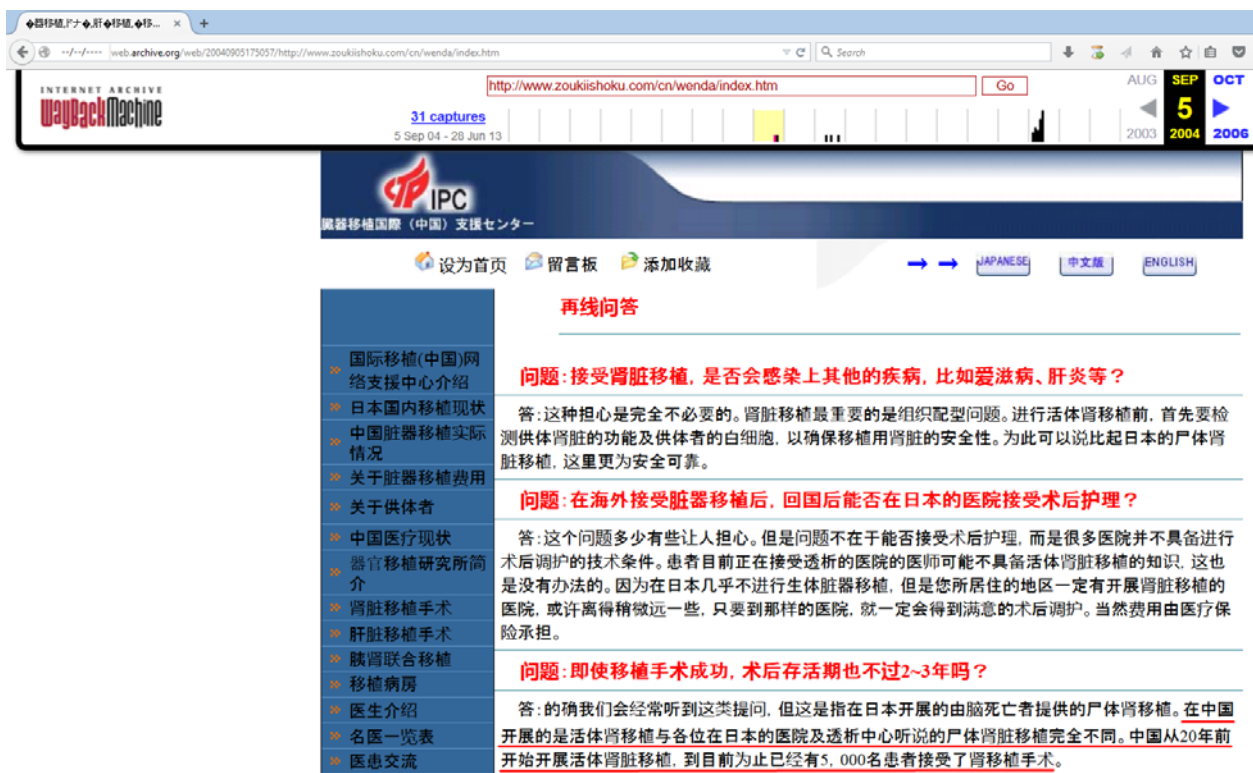 器移植,ドナ,肝移植,移... × +
--/--/---- web.archive.org/web/20040905175057/http://www.zoukiishoku.com/cn/wenda/index.htm Search
INTERNET ARCHIVE
WayBackMachine
http://www.zoukiishoku.com/cn/wenda/index.htm Go
31 captures
5 Sep 04 - 28 Jun 13
AUG SEP OCT
5
2003 2004 2006
IPC
臓器移植国際（中国）支援センター
设为首页 留言板 添加收藏 → → JAPANESE 中文版 ENGLISH
国际移植(中国)网
络支援中心介绍
日本国内移植现状
中国脏器移植实际
情况
关于脏器移植费用
关于供体者
中国医疗现状
器官移植研究所简
介
肾脏移植手术
肝脏移植手术
胰肾联合移植
移植病房
医生介绍
名医一览表
医患交流
再线问答
问题:接受肾脏移植, 是否会感染上其他的疾病, 比如爱滋病、肝炎等？
答:这种担心是完全不必要的。肾脏移植最重要的是组织配型问题。进行活体肾移植前, 首先要检
测供体肾脏的功能及供体者的白细胞, 以确保移植用肾脏的安全性。为此可以说比起日本的尸体肾
脏移植, 这里更为安全可靠。
问题:在海外接受脏器移植后, 回国后能否在日本的医院接受术后护理？
答:这个问题多少有些让人担心。但是问题不在于能否接受术后护理, 而是很多医院并不具备进行
术后调护的技术条件。患者目前正在接受透析的医院的医师可能不具备活体肾脏移植的知识, 这也
是没有办法的。因为在日本几乎不进行生体脏器移植, 但是您所居住的地区一定有开展肾脏移植的
医院, 或许离得稍微远一些, 只要到那样的医院, 就一定会得到满意的术后调护。当然费用由医疗保
险承担。
问题:即使移植手术成功, 术后存活期也不过2~3年吗？
答:的确我们会经常听到这类提问, 但这是指在日本开展的由脑死亡者提供的尸体肾移植。在中国
开展的是活体肾移植与各位在日本的医院及透析中心听说的尸体肾脏移植完全不同。中国从20年前
开始开展活体肾脏移植, 到目前为止已经有5, 000名患者接受了肾移植手术。